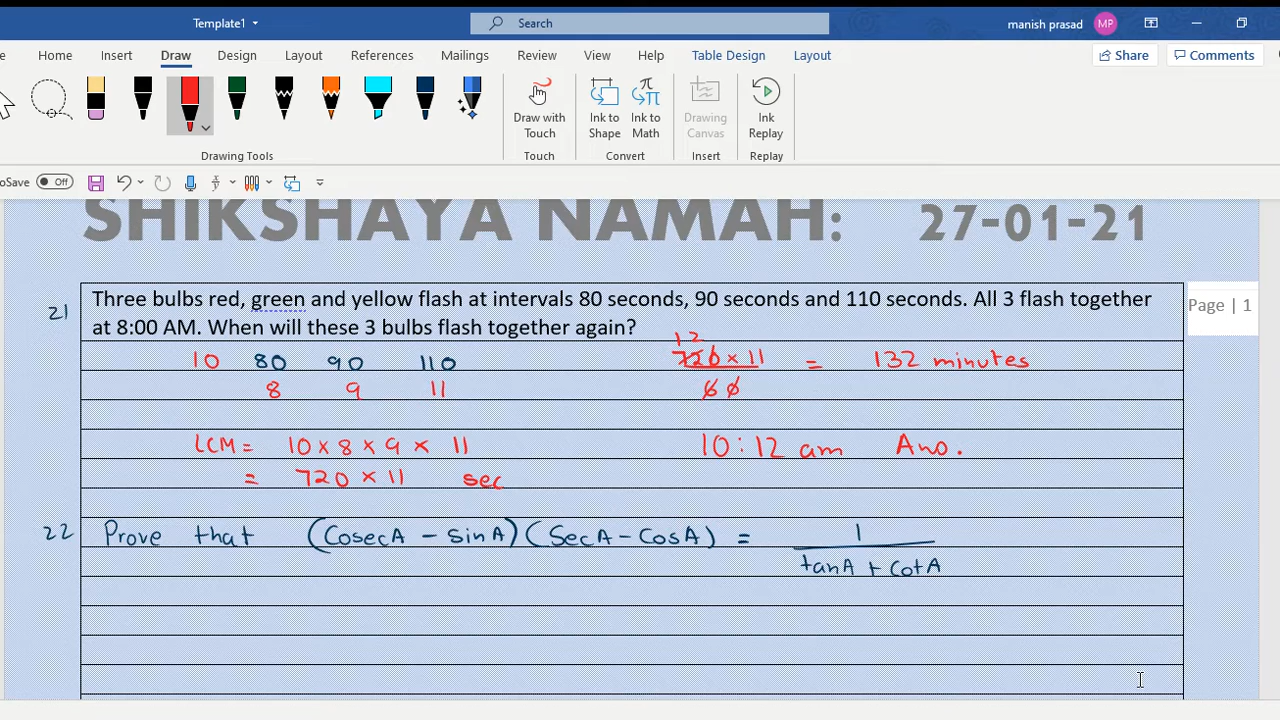 Template1
Search
manish prasad
MP
Home Insert Draw Design Layout References Mailings Review View Help Table Design Layout
Share
Comments
Draw with Touch
Ink to Shape
Ink to Math
Drawing Canvas
Ink Replay
Drawing Tools
Touch
Convert
Insert
Replay
oSave Off
SHIKSHAYA NAMAH: 27-01-21
Page | 1
21 Three bulbs red, green and yellow flash at intervals 80 seconds, 90 seconds and 110 seconds. All 3 flash together
at 8:00 AM. When will these 3 bulbs flash together again?
12
10 80 90 110 720 x 11 = 132 minutes
8 9 11 60
LCM = 10 x 8 x 9 x 11 10:12 am Ans.
= 720 x 11 sec
22 Prove that (CosecA - sinA)(SecA - CosA) = 1
tanA + CotA